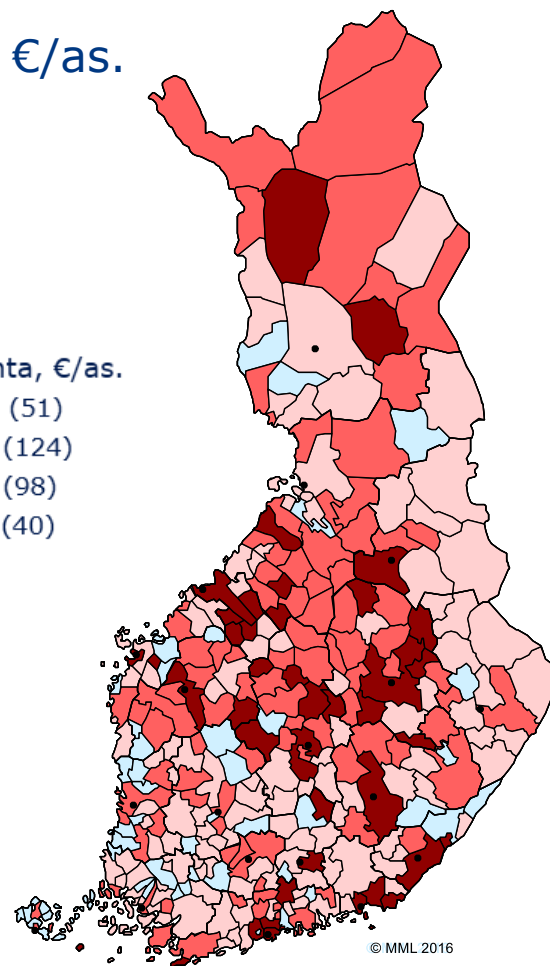 €/as.
nta, €/as.
(51)
(124)
(98)
(40)
© MML 2016